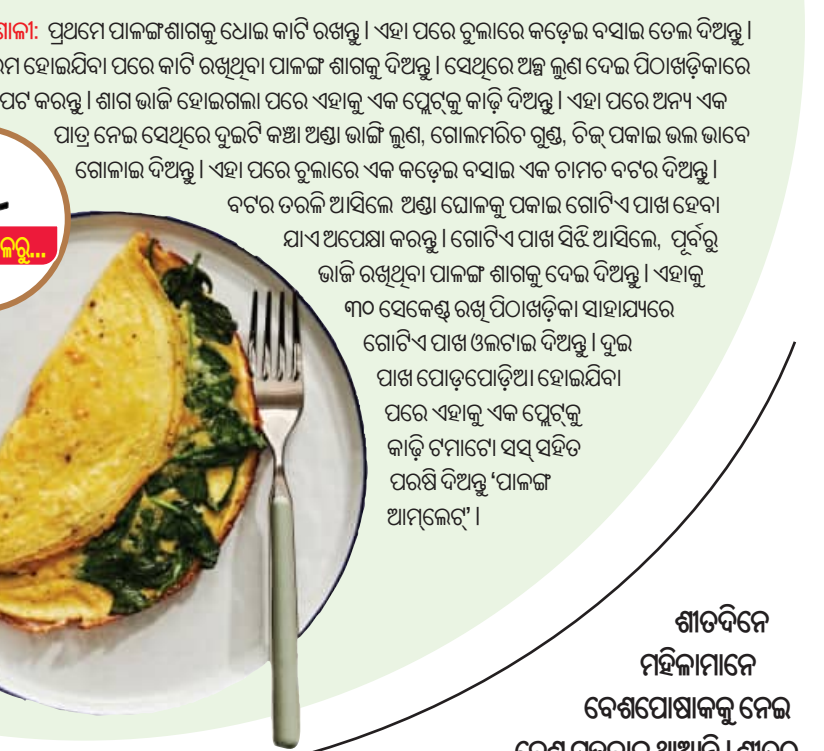 ପ୍ରଥମେ ପାଳଙ୍ଗଶାଗକୁ ଧୋଇ କାଟି ରଖନ୍ତୁ । ଏହା ପରେ ଚୁଲାରେ କଡ଼େଇ ବସାଇ ତେଲ ଦିଅନ୍ତୁ ।
ହୋଇଯିବା ପରେ କାଟି ରଖିଥିବା ପାଳଙ୍ଗ ଶାଗକୁ ଦିଅନ୍ତୁ । ସେଥିରେ ଅଳ୍ପ ଲୁଣ ଦେଇ ପିଠାଖଡ଼ିକାରେ
କରନ୍ତୁ । ଶାଗ ଭାଜି ହୋଇଗଲା ପରେ ଏହାକୁ ଏକ ପ୍ଲେଟ୍‌କୁ କାଢ଼ି ଦିଅନ୍ତୁ । ଏହା ପରେ ଅନ୍ୟ ଏକ
ପାତ୍ର ନେଇ ସେଥିରେ ଦୁଇଟି କଞ୍ଚା ଅଣ୍ଡା ଭାଙ୍ଗି ଲୁଣ, ଗୋଲମରିଚ ଗୁଣ୍ଡ, ଚିଜ୍ ପକାଇ ଭଲ ଭାବେ
ଗୋଳାଇ ଦିଅନ୍ତୁ । ଏହା ପରେ ଚୁଲାରେ ଏକ କଡ଼େଇ ବସାଇ ଏକ ଚାମଚ ବଟର ଦିଅନ୍ତୁ ।
ବଟର ତରଳି ଆସିଲେ ଅଣ୍ଡା ଘୋଳକୁ ପକାଇ ଗୋଟିଏ ପାଖ ହେବା
ଯାଏ ଅପେକ୍ଷା କରନ୍ତୁ । ଗୋଟିଏ ପାଖ ସିଝି ଆସିଲେ, ପୂର୍ବରୁ
ଭାଜି ରଖିଥିବା ପାଳଙ୍ଗ ଶାଗକୁ ଦେଇ ଦିଅନ୍ତୁ । ଏହାକୁ
୩୦ ସେକେଣ୍ଡ ରଖି ପିଠାଖଡ଼ିକା ସାହାଯ୍ୟରେ
ଗୋଟିଏ ପାଖ ଓଲଟାଇ ଦିଅନ୍ତୁ । ଦୁଇ
ପାଖ ପୋଡ଼ପୋଡ଼ିଆ ହୋଇଯିବା
ପରେ ଏହାକୁ ଏକ ପ୍ଲେଟ୍‌କୁ
କାଢ଼ି ଟମାଟୋ ସସ୍ ସହିତ
ପରଷି ଦିଅନ୍ତୁ ‘ପାଳଙ୍ଗ
ଆମ୍‌ଲେଟ୍’ ।
ଶୀତଦିନେ
ମହିଳାମାନେ
ବେଶପୋଷାକକୁ ନେଇ